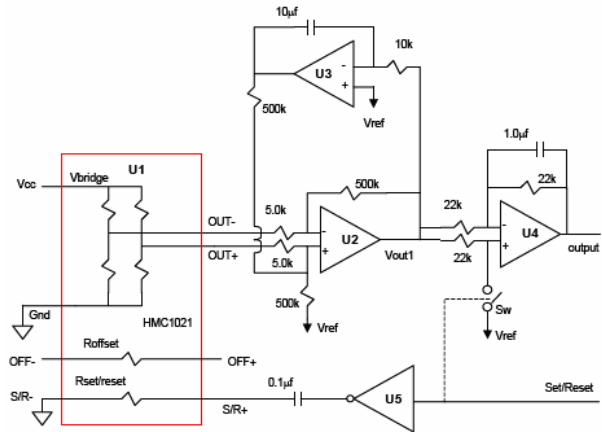 10µf
10k
U3
-
+
500k
Vref
1.0µf
U1
Vbridge
Vcc
500k
22k
22k
5.0k
OUT-
-
U2
+
-
U4
+
OUT+
5.0k
Vout1
22k
output
500k
Sw
Gnd
HMC1021
Vref
Vref
Roffset
OFF-
OFF+
Rset/reset
0.1µf
S/R-
S/R+
U5
Set/Reset